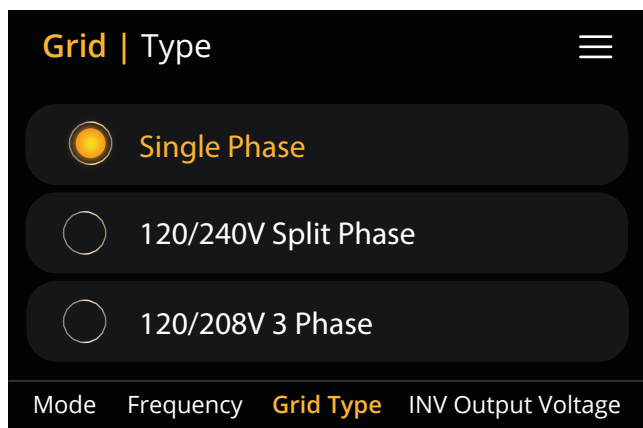 Grid | Type
Single Phase
120/240V Split Phase
120/208V 3 Phase
Mode Frequency Grid Type INV Output Voltage